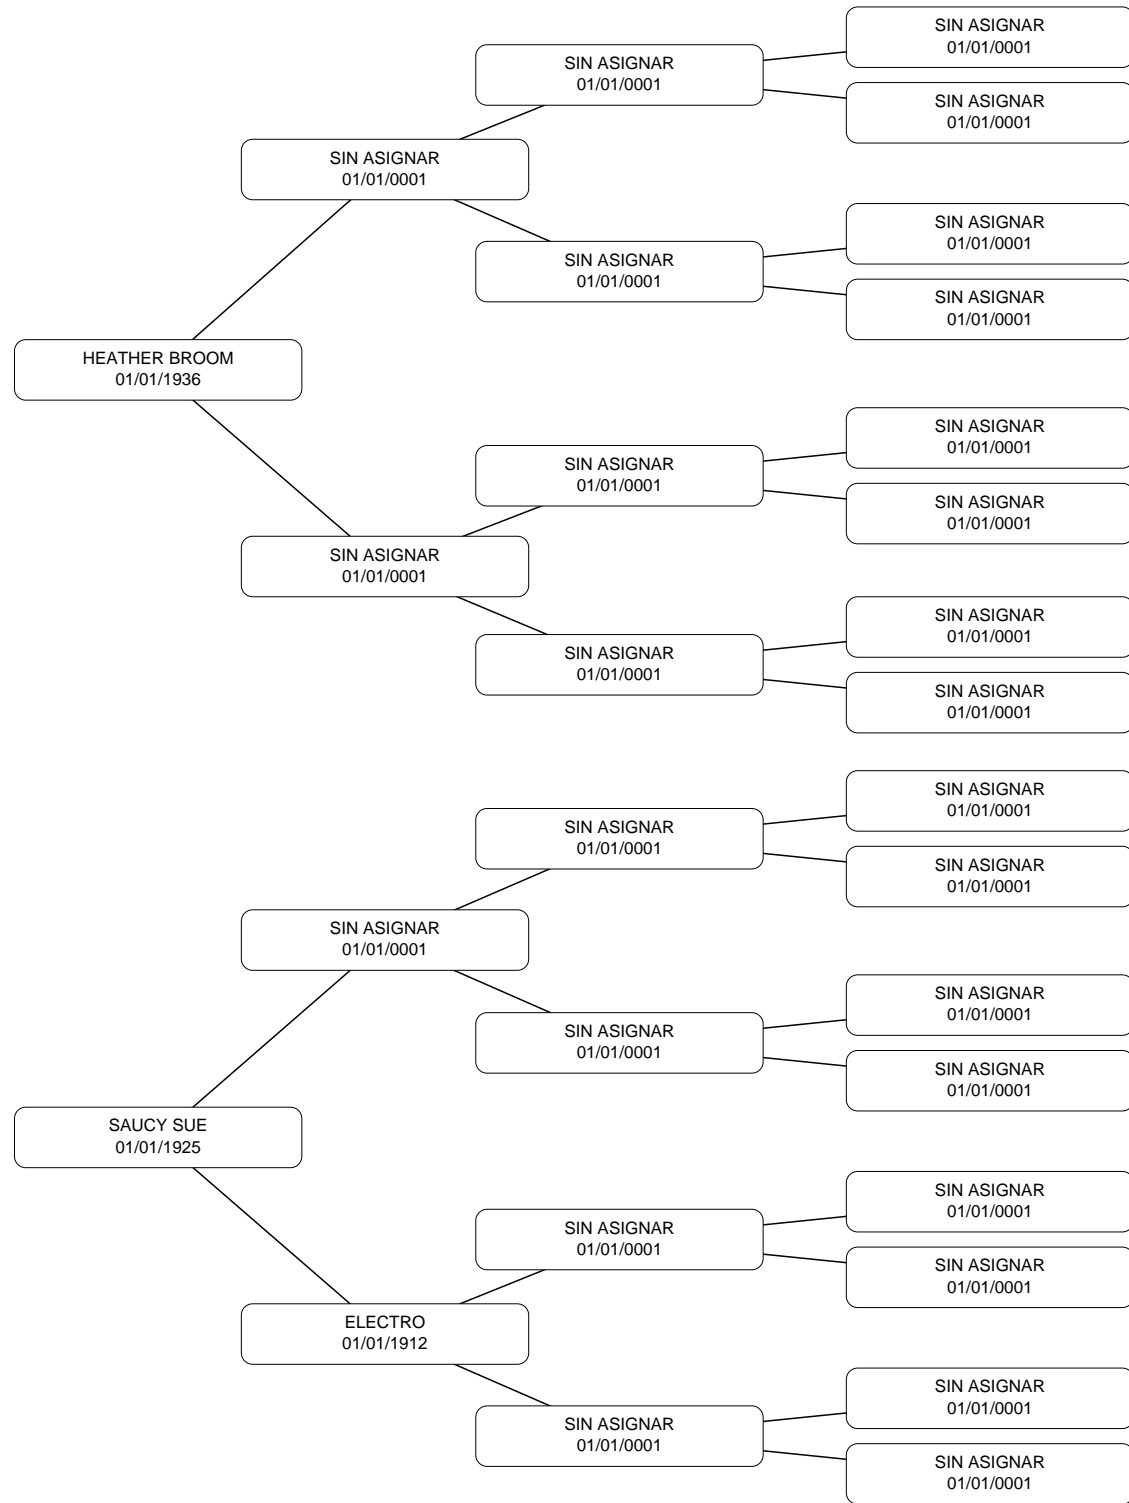 SIN ASIGNAR
01/01/0001
SIN ASIGNAR
01/01/0001
SIN ASIGNAR
01/01/0001
SIN ASIGNAR
01/01/0001
SIN ASIGNAR
01/01/0001
SIN ASIGNAR
01/01/0001
SIN ASIGNAR
01/01/0001
HEATHER BROOM
01/01/1936
SIN ASIGNAR
01/01/0001
SIN ASIGNAR
01/01/0001
SIN ASIGNAR
01/01/0001
SIN ASIGNAR
01/01/0001
SIN ASIGNAR
01/01/0001
SIN ASIGNAR
01/01/0001
SIN ASIGNAR
01/01/0001
SIN ASIGNAR
01/01/0001
SIN ASIGNAR
01/01/0001
SIN ASIGNAR
01/01/0001
SIN ASIGNAR
01/01/0001
SIN ASIGNAR
01/01/0001
SIN ASIGNAR
01/01/0001
SIN ASIGNAR
01/01/0001
SAUCY SUE
01/01/1925
SIN ASIGNAR
01/01/0001
SIN ASIGNAR
01/01/0001
SIN ASIGNAR
01/01/0001
ELECTRO
01/01/1912
SIN ASIGNAR
01/01/0001
SIN ASIGNAR
01/01/0001
SIN ASIGNAR
01/01/0001